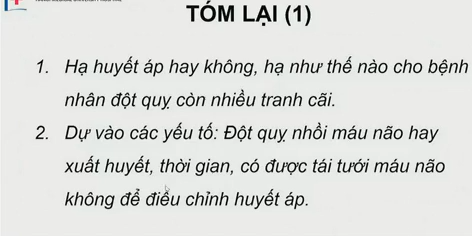 TÓM LẠI (1)
1. Hạ huyết áp hay không, hạ như thế nào cho bệnh
nhân đột quỵ còn nhiều tranh cãi.
2. Dự vào các yếu tố: Đột quỵ nhồi máu não hay
xuất huyết, thời gian, có được tái tưới máu não
không để điều chỉnh huyết áp.